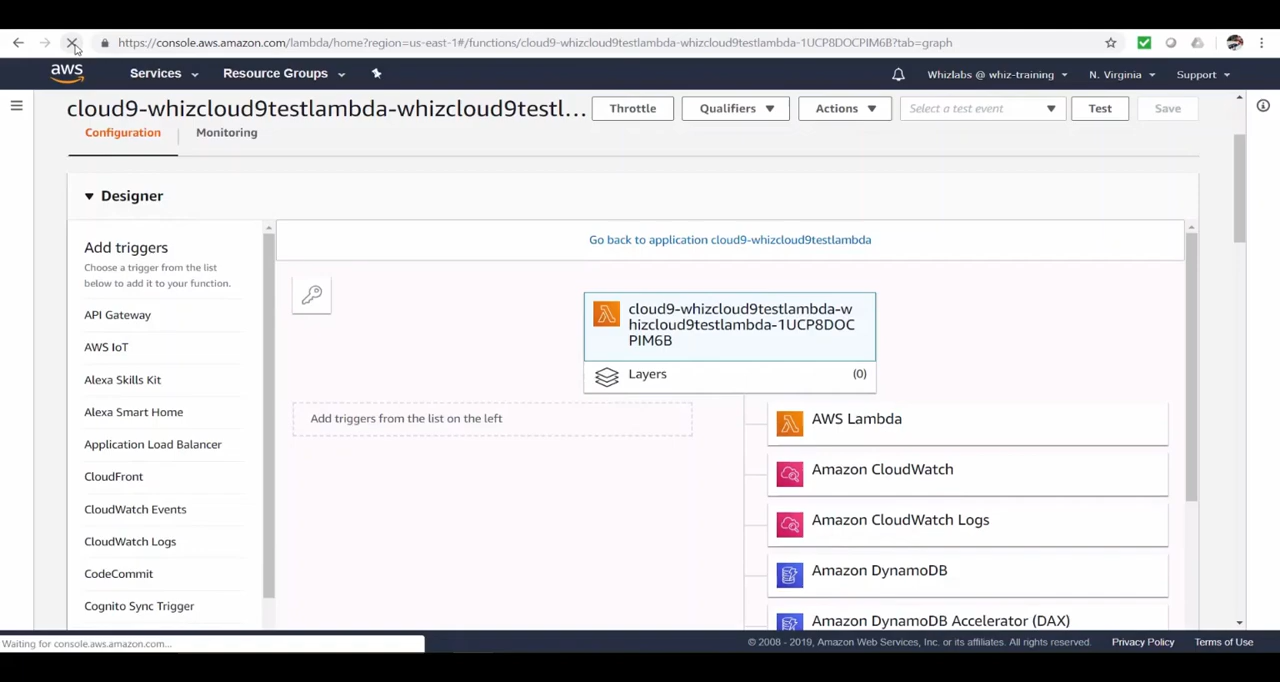 https://console.aws.amazon.com/lambda/home?region=us-east-1#/functions/cloud9-whizcloud9testlambda-whizcloud9testlambda-1UCP8DOCPIM6B?tab=graph
aws Services Resource Groups Whizlabs @ whiz-training N. Virginia Support
cloud9-whizcloud9testlambda-whizcloud9testl... Throttle Qualifiers Actions Select a test event Test Save
Configuration Monitoring
Designer
Add triggers
Choose a trigger from the list
below to add it to your function.
API Gateway
AWS IoT
Alexa Skills Kit
Alexa Smart Home
Application Load Balancer
CloudFront
CloudWatch Events
CloudWatch Logs
CodeCommit
Cognito Sync Trigger
Go back to application cloud9-whizcloud9testlambda
cloud9-whizcloud9testlambda-w
hizcloud9testlambda-1UCP8DOC
PIM6B
Layers (0)
Add triggers from the list on the left
AWS Lambda
Amazon CloudWatch
Amazon CloudWatch Logs
Amazon DynamoDB
Amazon DynamoDB Accelerator (DAX)
Waiting for console.aws.amazon.com...
© 2008 - 2019, Amazon Web Services, Inc. or its affiliates. All rights reserved. Privacy Policy Terms of Use